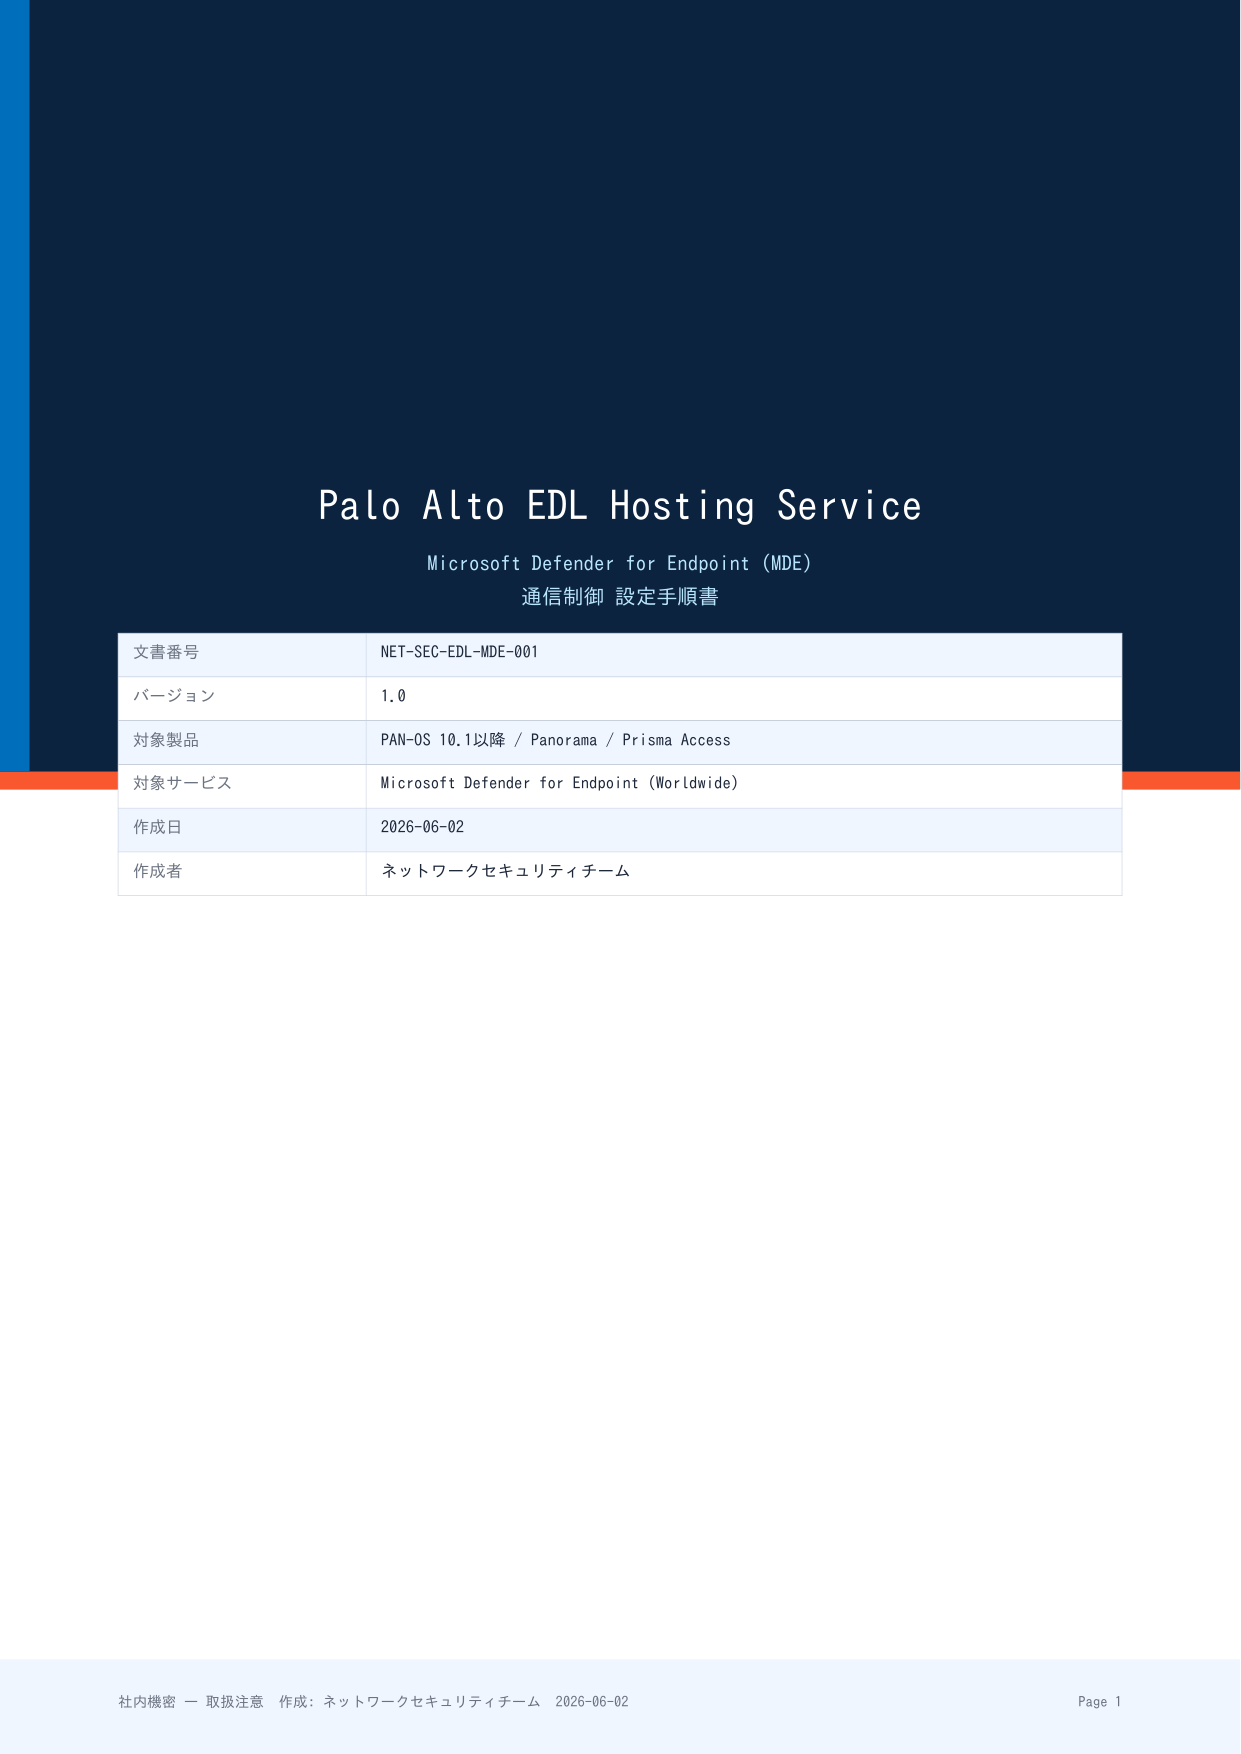 Palo Alto EDL Hosting Service
Microsoft Defender for Endpoint (MDE)
通信制御 設定手順書
文書番号 NET-SEC-EDL-MDE-001
バージョン 1.0
対象製品 PAN-OS 10.1以降 / Panorama / Prisma Access
対象サービス Microsoft Defender for Endpoint (Worldwide)
作成日 2026-06-02
作成者 ネットワークセキュリティチーム
社内機密 — 取扱注意　作成: ネットワークセキュリティチーム　2026-06-02 Page 1